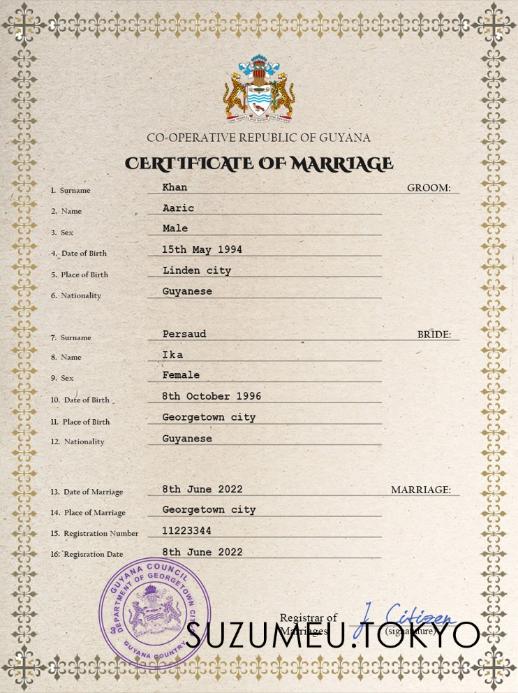 CO-OPERATIVE REPUBLIC OF GUYANA
CERTIFICATE OF MARRIAGE
1. Surname Khan GROOM:
2. Name Aaric
3. Sex Male
4. Date of Birth 15th May 1994
5. Place of Birth Linden city
6. Nationality Guyanese
7. Surname Persaud BRIDE:
8. Name Ika
9. Sex Female
10. Date of Birth 8th October 1996
11. Place of Birth Georgetown city
12. Nationality Guyanese
13. Date of Marriage 8th June 2022 MARRIAGE:
14. Place of Marriage Georgetown city
15. Registration Number 11223344
16. Regisration Date 8th June 2022
GUYANA COUNCIL
DEPARTMENT OF GEORGETOWN CITY
GUYANA COUNTRY
Registrar of J. Citizen
Marriages (signature)
SUZUMEU.TOKYO